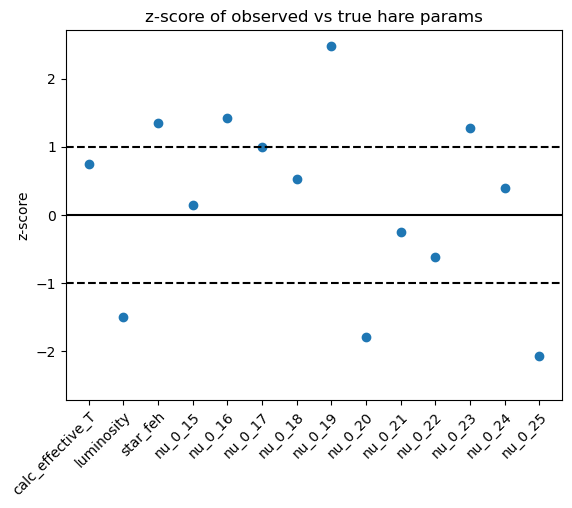 z-score of observed vs true hare params
z-score
2
1
0
−1
−2
calc_effective_T
luminosity
star_feh
nu_0_15
nu_0_16
nu_0_17
nu_0_18
nu_0_19
nu_0_20
nu_0_21
nu_0_22
nu_0_23
nu_0_24
nu_0_25